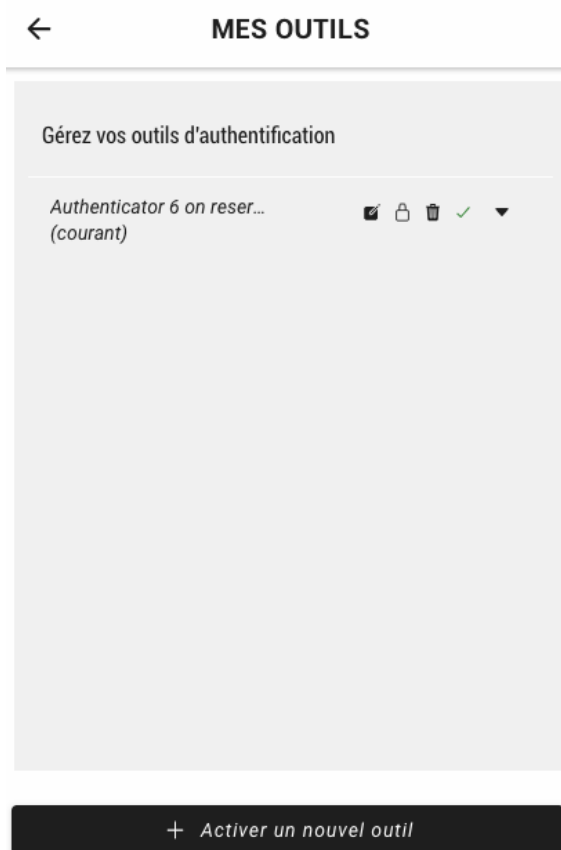 MES OUTILS
Gérez vos outils d'authentification
Authenticator 6 on reser...
(courant)
+ Activer un nouvel outil